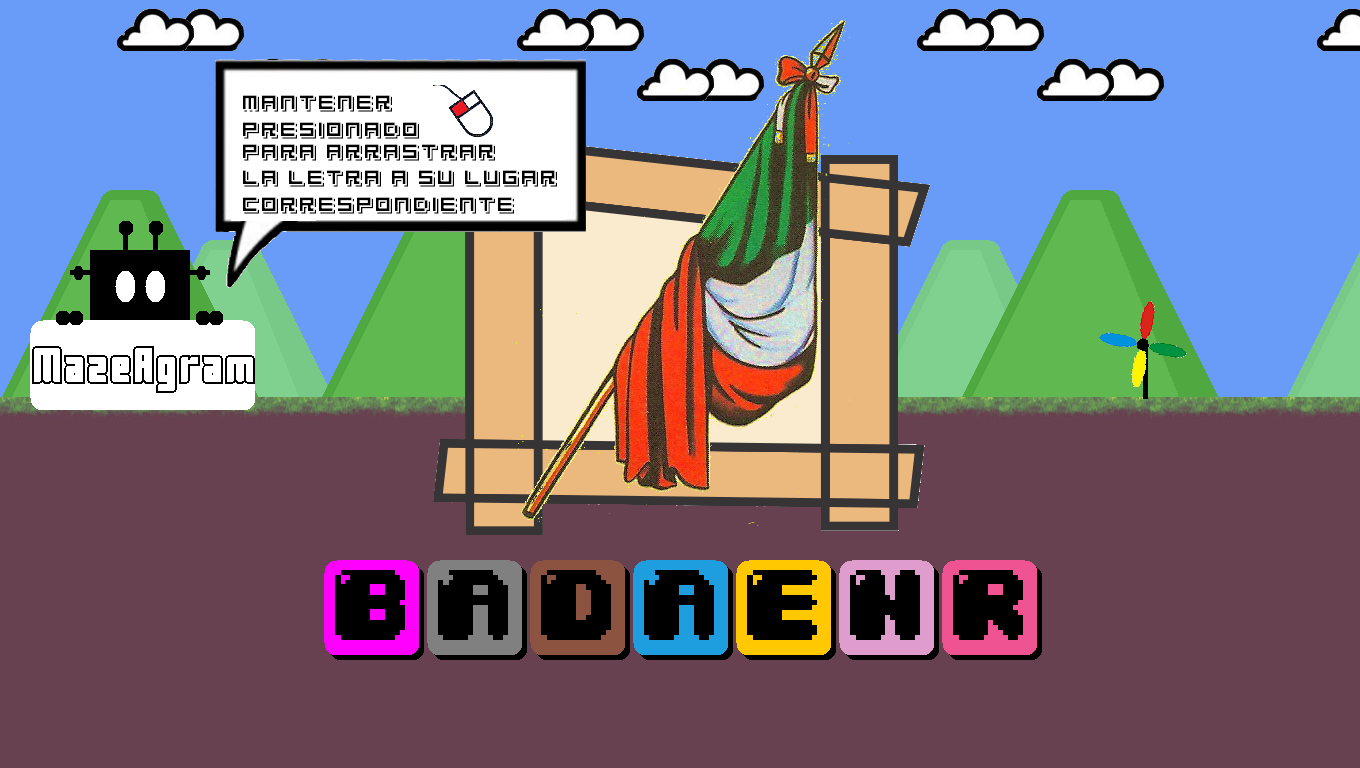 MANTENER
PRESIONADO
PARA ARRASTRAR
LA LETRA A SU LUGAR
CORRESPONDIENTE
MazeAgram
B A D A E N R